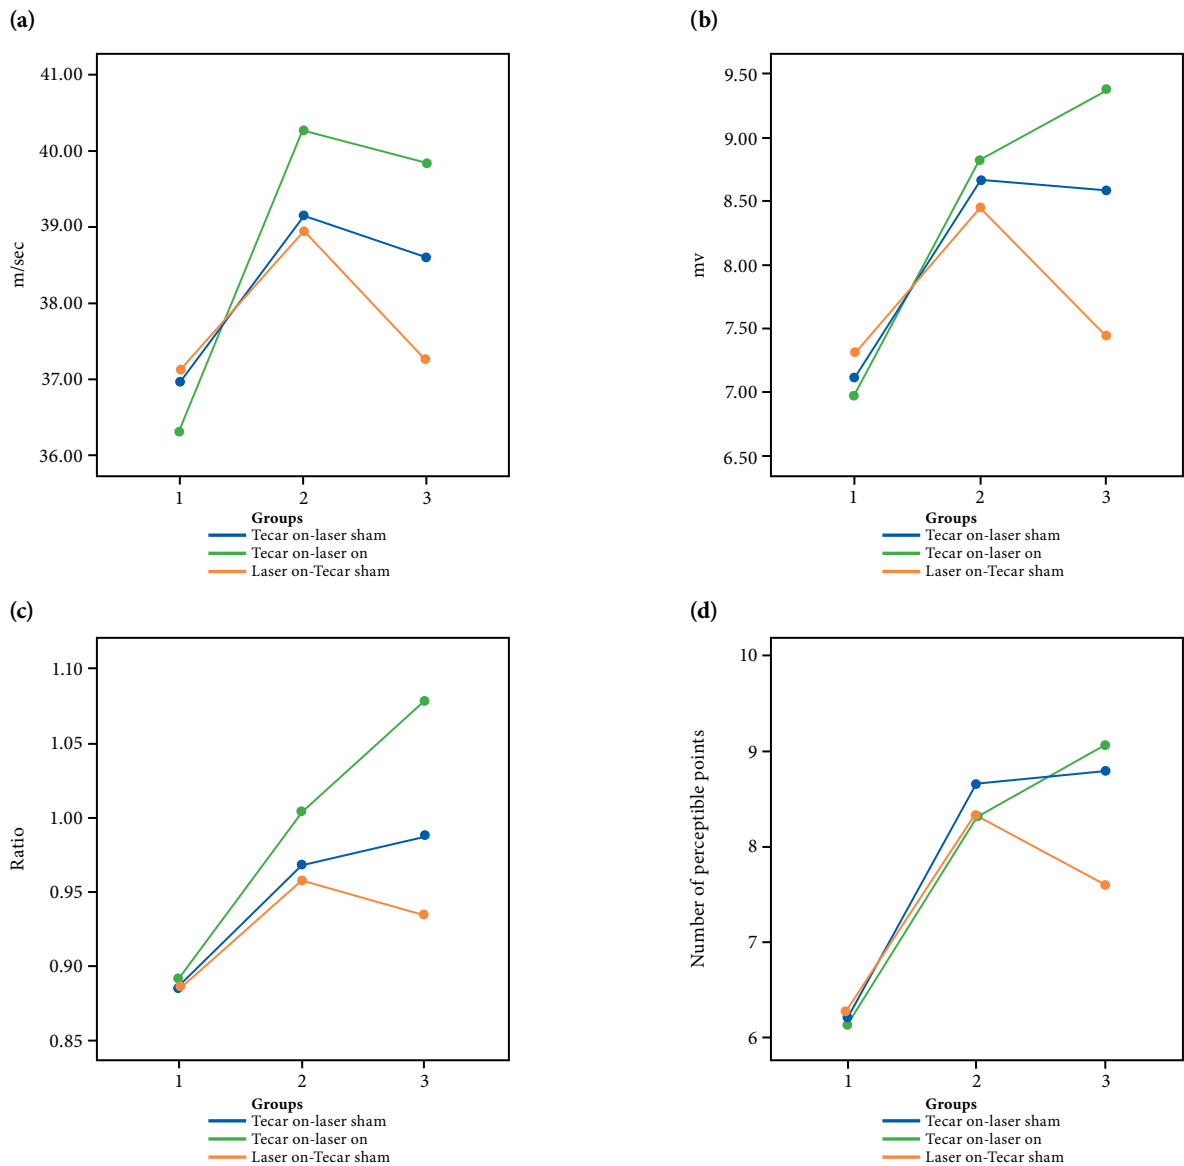 (a)
m/sec
41.00
40.00
39.00
38.00
37.00
36.00
1 2 3
Groups
Tecar on-laser sham
Tecar on-laser on
Laser on-Tecar sham
(b)
mv
9.50
9.00
8.50
8.00
7.50
7.00
6.50
1 2 3
Groups
Tecar on-laser sham
Tecar on-laser on
Laser on-Tecar sham
(c)
Ratio
1.10
1.05
1.00
0.95
0.90
0.85
1 2 3
Groups
Tecar on-laser sham
Tecar on-laser on
Laser on-Tecar sham
(d)
Number of perceptible points
10
9
8
7
6
1 2 3
Groups
Tecar on-laser sham
Tecar on-laser on
Laser on-Tecar sham